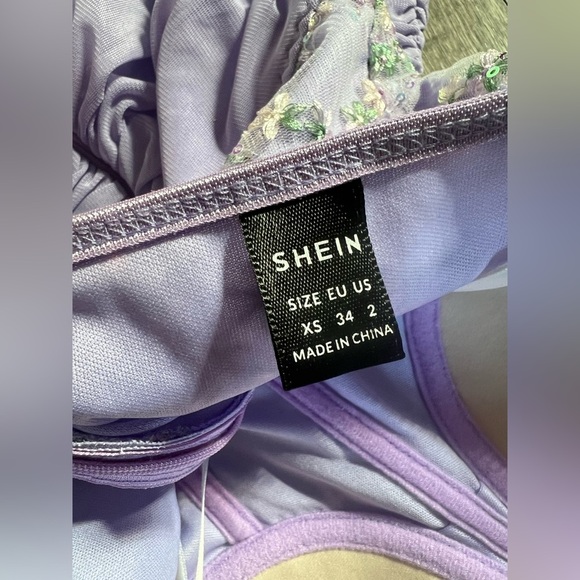 SHEIN
SIZE EU US
XS 34 2
MADE IN CHINA